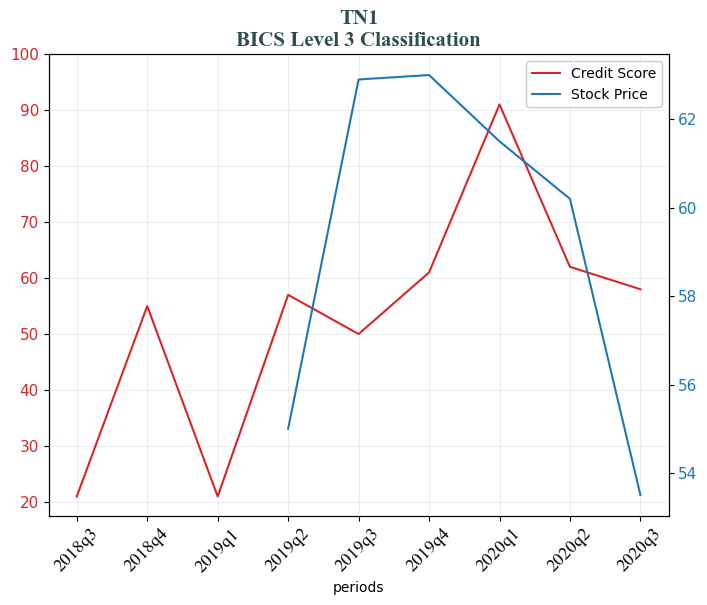 TN1
BICS Level 3 Classification
100
90
80
70
60
50
40
30
20
Credit Score
Stock Price
62
60
58
56
54
2018q3
2018q4
2019q1
2019q2
2019q3
2019q4
2020q1
2020q2
2020q3
periods